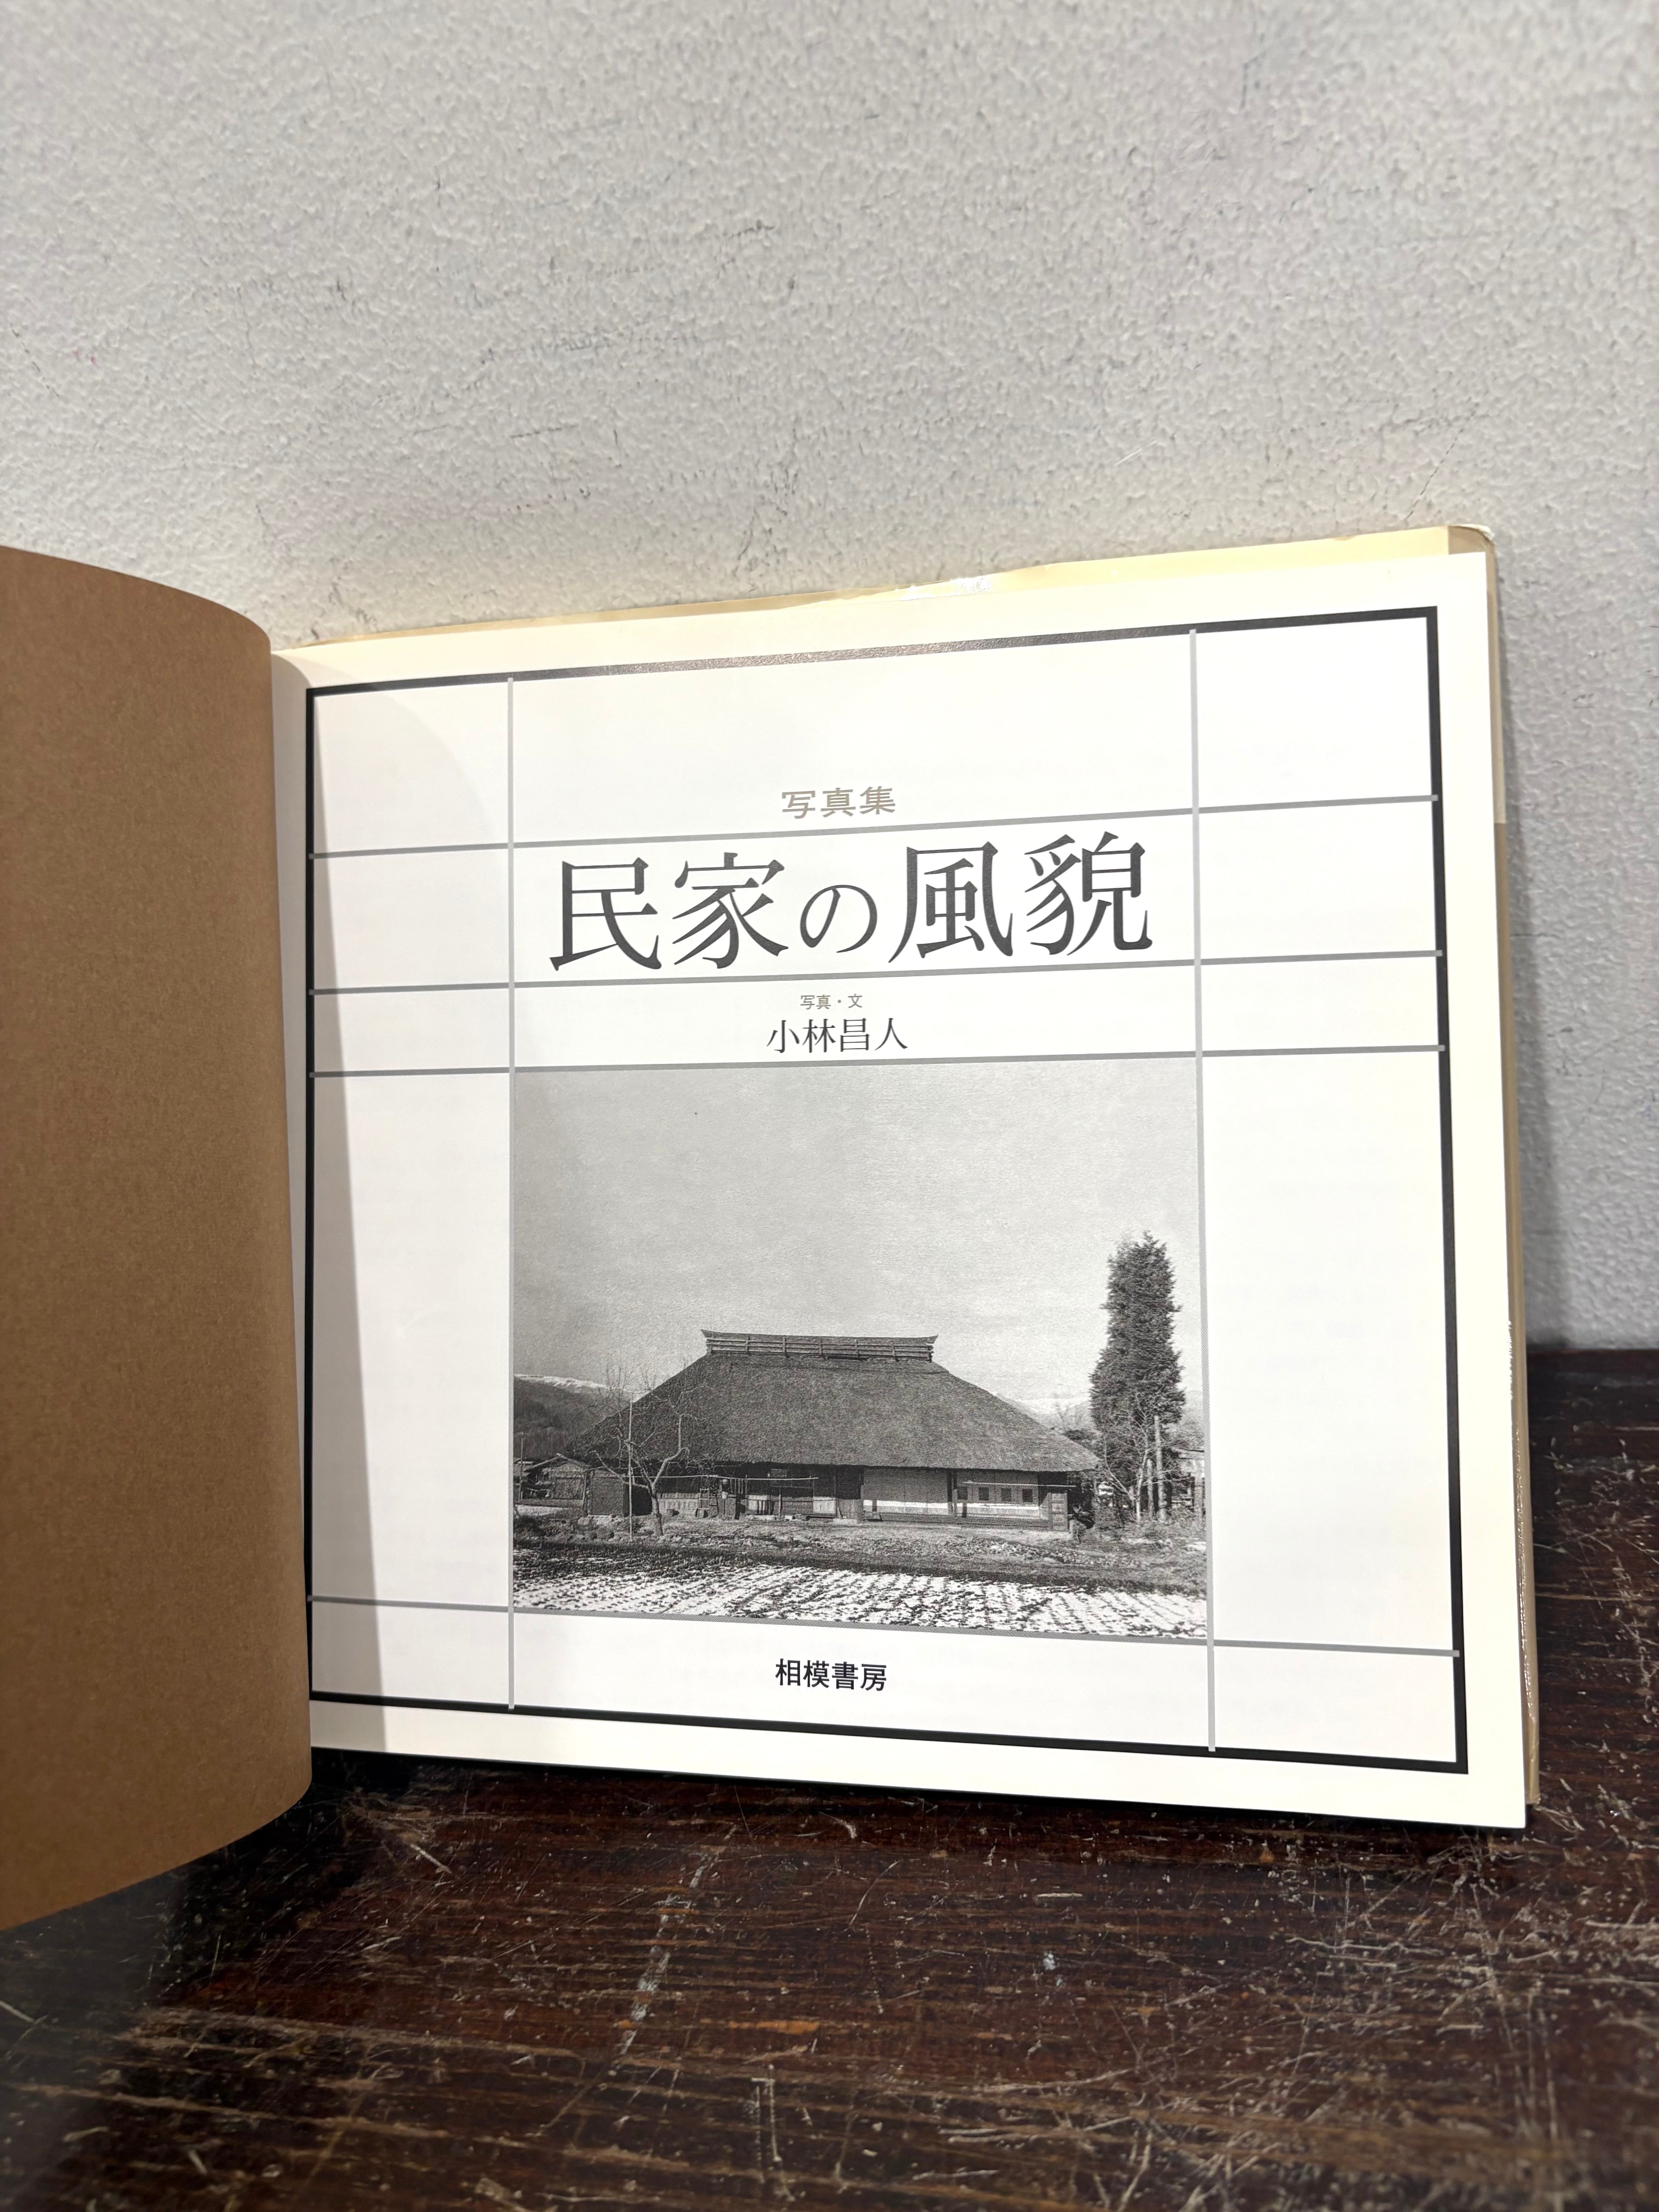 写真集
民家の風貌
写真・文
小林昌人
相模書房